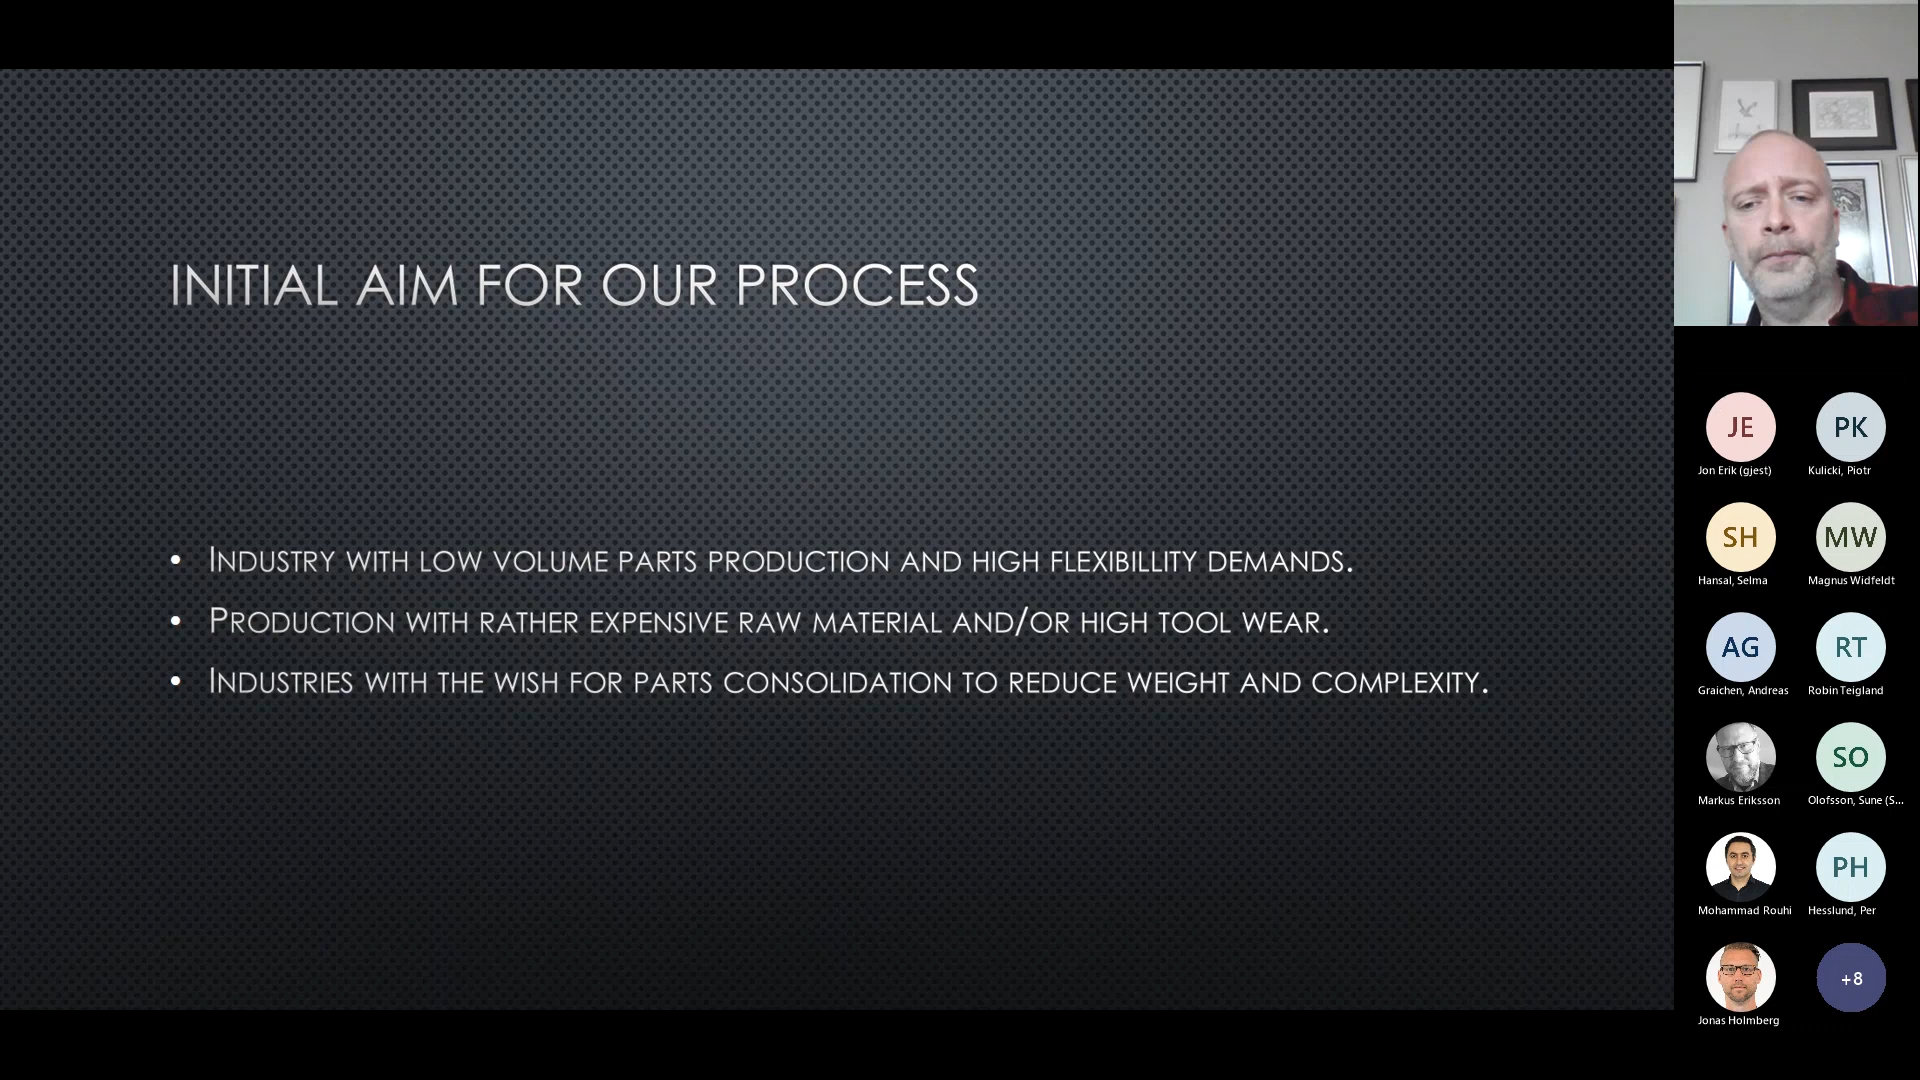 INITIAL AIM FOR OUR PROCESS
• INDUSTRY WITH LOW VOLUME PARTS PRODUCTION AND HIGH FLEXIBILLITY DEMANDS.
• PRODUCTION WITH RATHER EXPENSIVE RAW MATERIAL AND/OR HIGH TOOL WEAR.
• INDUSTRIES WITH THE WISH FOR PARTS CONSOLIDATION TO REDUCE WEIGHT AND COMPLEXITY.
JE
Jon Erik (gjest)
PK
Kulicki, Piotr
SH
Hansal, Selma
MW
Magnus Widfeldt
AG
Graichen, Andreas
RT
Robin Teigland
Markus Eriksson
SO
Olofsson, Sune (S...
Mohammad Rouhi
PH
Hesslund, Per
Jonas Holmberg
+8